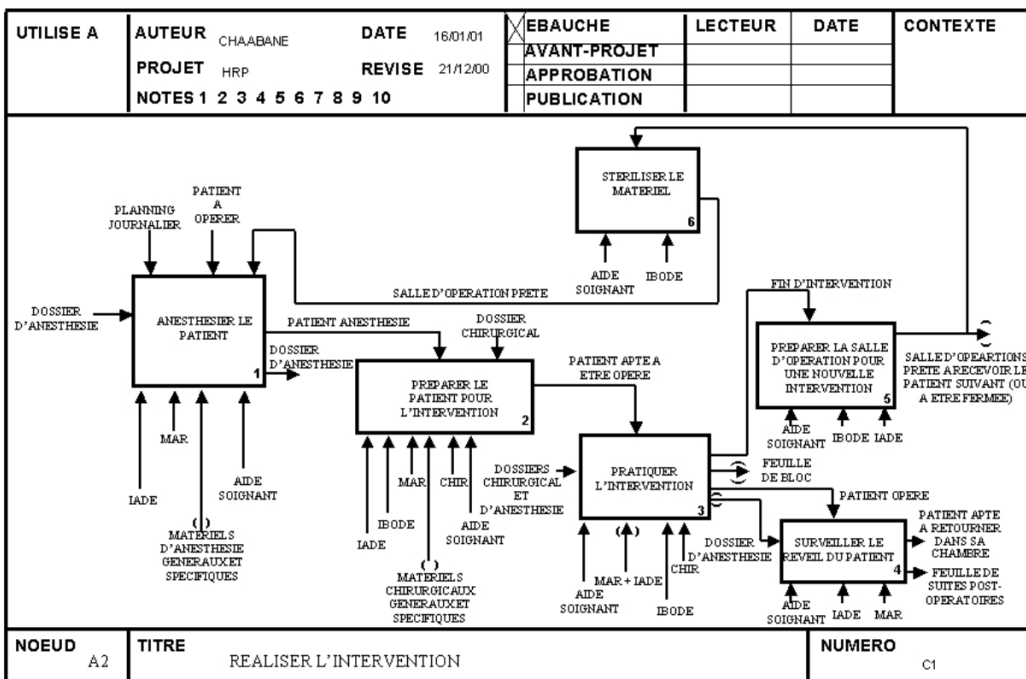 UTILISE A
AUTEUR CHAABANE DATE 16/01/01
PROJET HRP REVISE 21/12/00
NOTES 1 2 3 4 5 6 7 8 9 10
EBAUCHE
AVANT-PROJET
APPROBATION
PUBLICATION
LECTEUR
DATE
CONTEXTE
STERILISER LE
MATERIEL
6
AIDE
SOIGNANT
IBODE
PATIENT
A
OPERER
PLANNING
JOURNALIER
SALLE D'OPERATION PRETE
DOSSIER
D'ANESTHESIE
ANESTHESIER LE
PATIENT
1
PATIENT ANESTHESIE
DOSSIER
D'ANESTHESIE
DOSSIER
CHIRURGICAL
IADE
MAR
MATERIELS
D'ANESTHESIE
GENERAUX ET
SPECIFIQUES
AIDE
SOIGNANT
PREPARER LE
PATIENT POUR
L'INTERVENTION
2
PATIENT APTE A
ETRE OPERE
IADE
IBODE
MAR
MATERIELS
CHIRURGICAUX
GENERAUX ET
SPECIFIQUES
CHIR
AIDE
SOIGNANT
FIN D'INTERVENTION
PREPARER LA SALLE
D'OPERATION POUR
UNE NOUVELLE
INTERVENTION
5
SALLE D'OPEARTIONS
PRETE A RECEVOIR LE
PATIENT SUIVANT (OU
A ETRE FERMEE)
AIDE
SOIGNANT
IBODE
IADE
DOSSIERS
CHIRURGICAL
ET
D'ANESTHESIE
PRATIQUER
L'INTERVENTION
3
FEUILLE
DE BLOC
PATIENT OPERE
AIDE
SOIGNANT
MAR + IADE
IBODE
CHIR
DOSSIER
D'ANESTHESIE
SURVEILLER LE
REVEIL DU PATIENT
4
PATIENT APTE
A RETOURNER
DANS SA
CHAMBRE
FEUILLE DE
SUITES POST-
OPERATOIRES
AIDE
SOIGNANT
IADE
MAR
NOEUD
A2
TITRE
REALISER L'INTERVENTION
NUMERO
C1